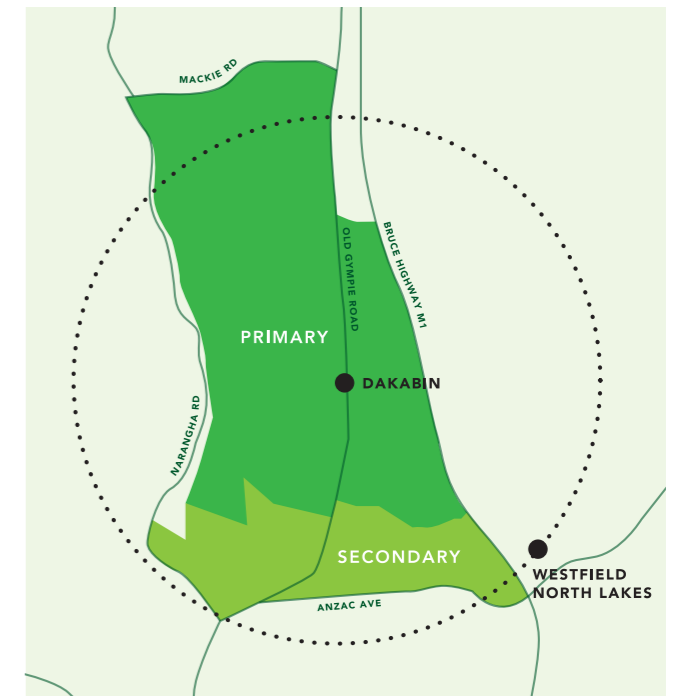 MACKIE RD
OLD GYMPIE ROAD
BRUCE HIGHWAY M1
PRIMARY
DAKABIN
NARANGHA RD
SECONDARY
WESTFIELD
NORTH LAKES
ANZAC AVE